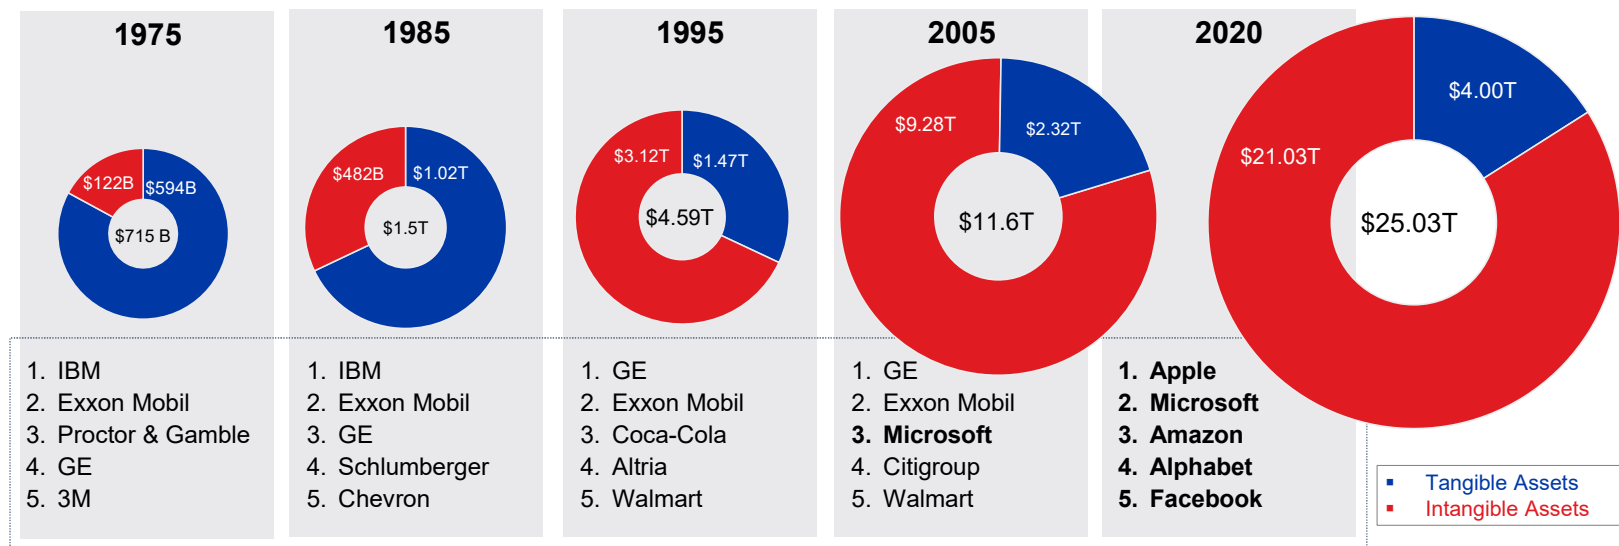 1975
$122B
$594B
$715 B
1. IBM
2. Exxon Mobil
3. Proctor & Gamble
4. GE
5. 3M
1985
$482B
$1.02T
$1.5T
1. IBM
2. Exxon Mobil
3. GE
4. Schlumberger
5. Chevron
1995
$3.12T
$1.47T
$4.59T
1. GE
2. Exxon Mobil
3. Coca-Cola
4. Altria
5. Walmart
2005
$9.28T
$2.32T
$11.6T
1. GE
2. Exxon Mobil
3. Microsoft
4. Citigroup
5. Walmart
2020
$4.00T
$21.03T
$25.03T
1. Apple
2. Microsoft
3. Amazon
4. Alphabet
5. Facebook
Tangible Assets
Intangible Assets